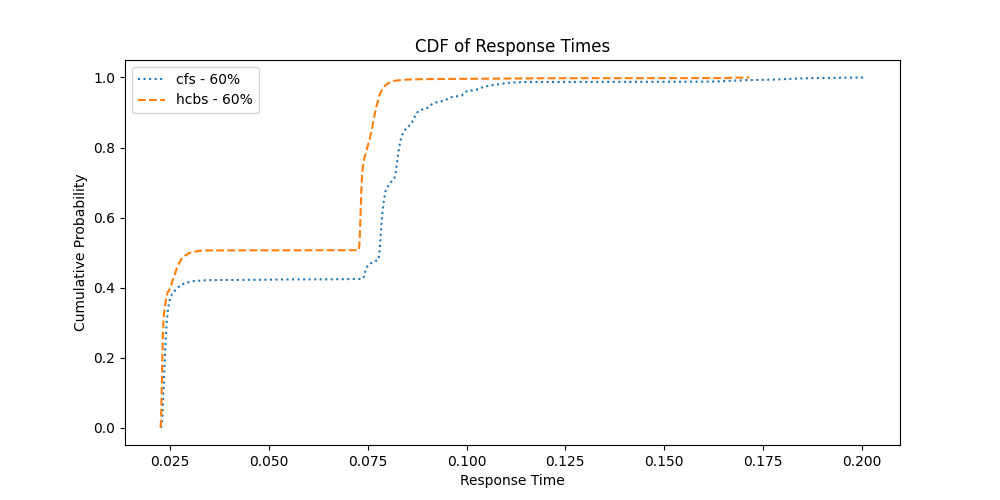 CDF of Response Times
cfs - 60%
hcbs - 60%
Cumulative Probability
1.0
0.8
0.6
0.4
0.2
0.0
0.025
0.050
0.075
0.100
0.125
0.150
0.175
0.200
Response Time